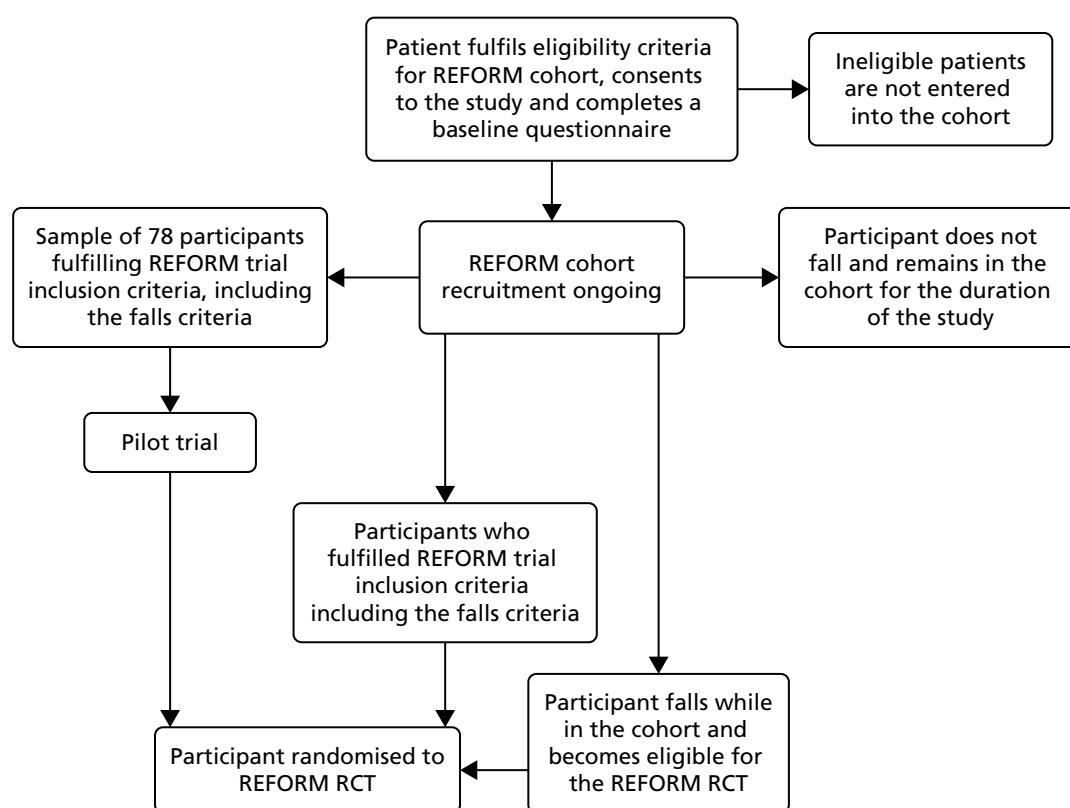 Patient fulfils eligibility criteria
for REFORM cohort, consents
to the study and completes a
baseline questionnaire
Ineligible patients
are not entered
into the cohort
Sample of 78 participants
fulfilling REFORM trial
inclusion criteria, including
the falls criteria
REFORM cohort
recruitment ongoing
Participant does not
fall and remains in the
cohort for the duration
of the study
Pilot trial
Participants who
fulfilled REFORM trial
inclusion criteria
including the falls criteria
Participant randomised to
REFORM RCT
Participant falls while
in the cohort and
becomes eligible for
the REFORM RCT